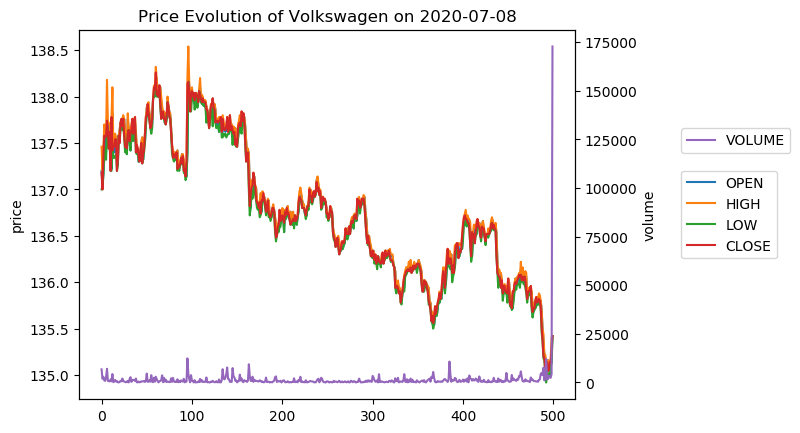 Price Evolution of Volkswagen on 2020-07-08
price
138.5
138.0
137.5
137.0
136.5
136.0
135.5
135.0
0
100
200
300
400
500
175000
150000
125000
100000
75000
50000
25000
0
volume
VOLUME
OPEN
HIGH
LOW
CLOSE